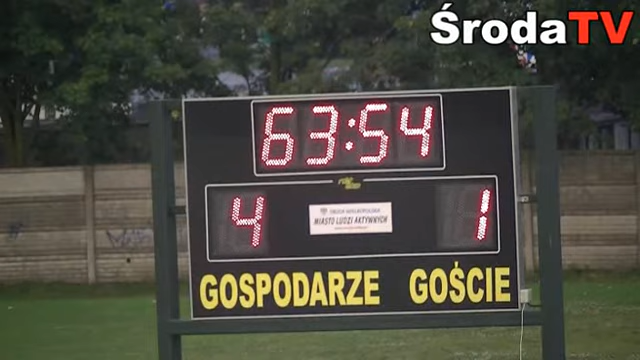 ŚrodaTV
63:54
4 1
MIASTO LUDZI AKTYWNYCH
GOSPODARZE GOŚCIE